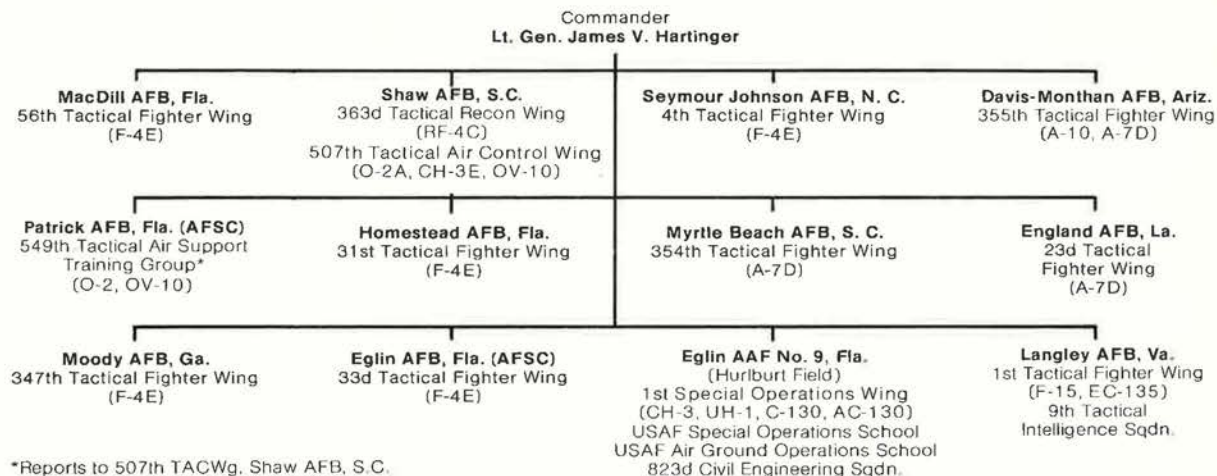 Commander
Lt. Gen. James V. Hartinger
MacDill AFB, Fla.
56th Tactical Fighter Wing
(F-4E)
Shaw AFB, S.C.
363d Tactical Recon Wing
(RF-4C)
507th Tactical Air Control Wing
(O-2A, CH-3E, OV-10)
Seymour Johnson AFB, N. C.
4th Tactical Fighter Wing
(F-4E)
Davis-Monthan AFB, Ariz.
355th Tactical Fighter Wing
(A-10, A-7D)
Patrick AFB, Fla. (AFSC)
549th Tactical Air Support
Training Group*
(O-2, OV-10)
Homestead AFB, Fla.
31st Tactical Fighter Wing
(F-4E)
Myrtle Beach AFB, S. C.
354th Tactical Fighter Wing
(A-7D)
England AFB, La.
23d Tactical
Fighter Wing
(A-7D)
Moody AFB, Ga.
347th Tactical Fighter Wing
(F-4E)
Eglin AFB, Fla. (AFSC)
33d Tactical Fighter Wing
(F-4E)
Eglin AAF No. 9, Fla.
(Hurlburt Field)
1st Special Operations Wing
(CH-3, UH-1, C-130, AC-130)
USAF Special Operations School
USAF Air Ground Operations School
823d Civil Engineering Sqdn.
Langley AFB, Va.
1st Tactical Fighter Wing
(F-15, EC-135)
9th Tactical
Intelligence Sqdn.
*Reports to 507th TACWg, Shaw AFB, S.C.